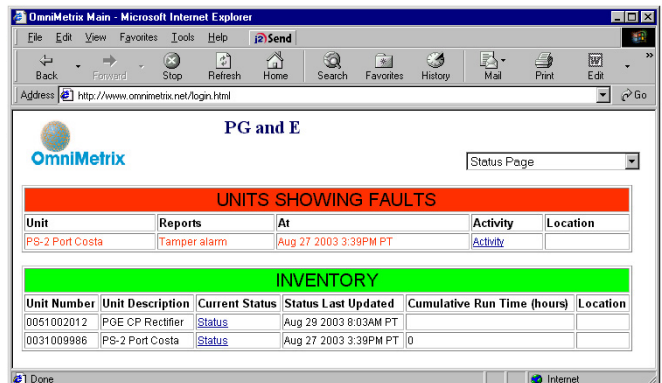 OmniMetrix Main - Microsoft Internet Explorer
File Edit View Favorites Tools Help j2 Send
Back Forward Stop Refresh Home Search Favorites History Mail Print Edit »
Address http://www.omnimetrix.net/login.html Go
PG and E
OmniMetrix
Status Page
UNITS SHOWING FAULTS
Unit Reports At Activity Location
PS-2 Port Costa Tamper alarm Aug 27 2003 3:39PM PT Activity
INVENTORY
Unit Number Unit Description Current Status Status Last Updated Cumulative Run Time (hours) Location
0051002012 PGE CP Rectifier Status Aug 29 2003 8:03AM PT
0031009986 PS-2 Port Costa Status Aug 27 2003 3:39PM PT 0
Done Internet